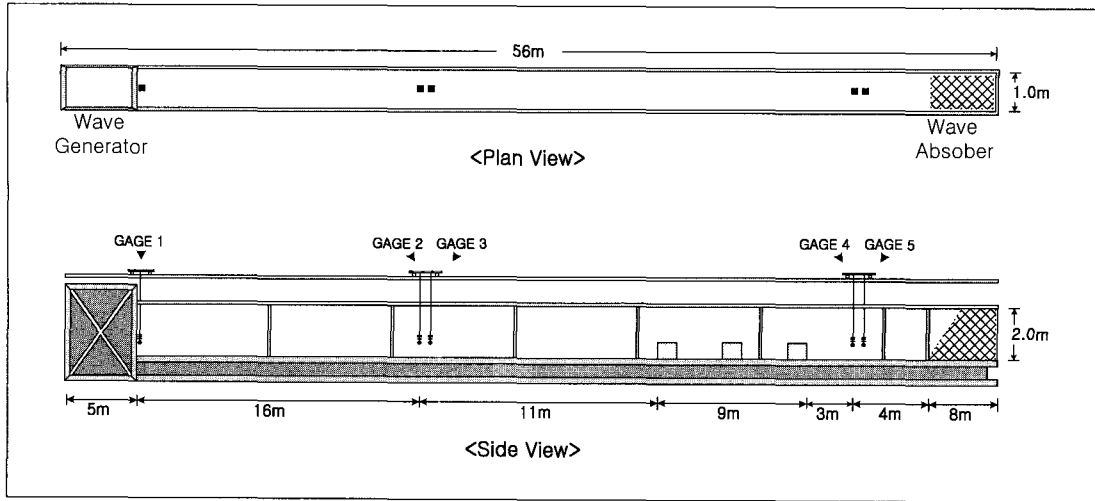 56m
1.0m
Wave
Generator
Wave
Absober
<Plan View>
GAGE 1
GAGE 2
GAGE 3
GAGE 4
GAGE 5
2.0m
5m
16m
11m
9m
3m
4m
8m
<Side View>